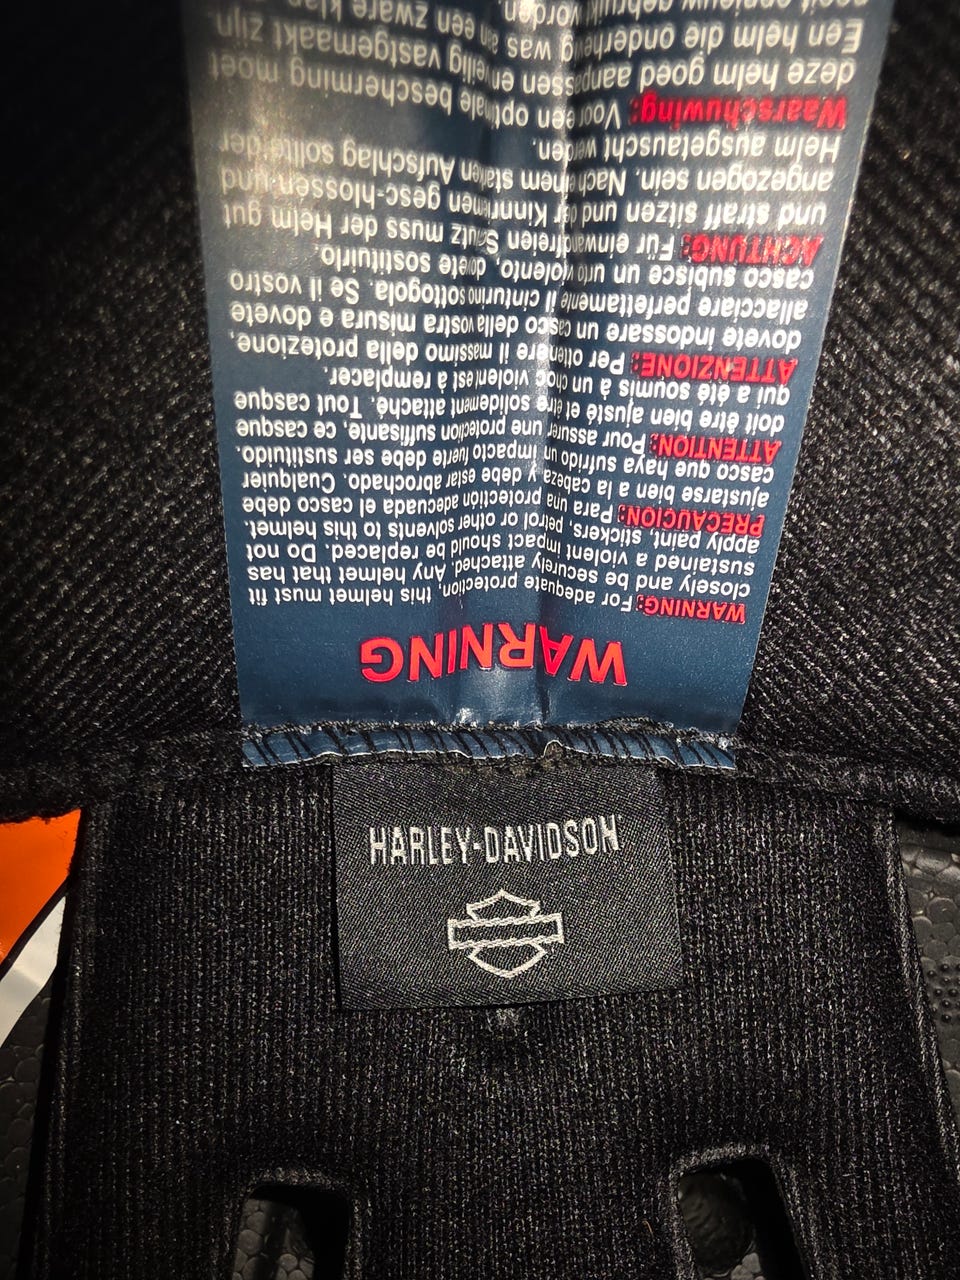 WARNING
WARNING: For adequate protection, this helmet must fit
closely and be securely attached. Any helmet that has
sustained a violent impact should be replaced. Do not
apply paint, stickers, petrol or other solvents to this helmet.
PRECAUCION: Para una protección adecuada el casco debe
ajustarse bien a la cabeza y debe estar abrochado. Cualquier
casco que haya sufrido un impacto fuerte debe ser sustituido.
ATTENTION: Pour assurer une protection suffisante, ce casque
doit être bien ajusté et être solidement attaché. Tout casque
qui a été soumis à un choc violent est à remplacer.
ATTENZIONE: Per ottenere il massimo della protezione,
dovete indossare un casco della vostra misura e dovete
allacciare perfettamente il cinturino sottogola. Se il vostro
casco subisce un urto violento, dovete sostituirlo
ACHTUNG: Für einwandfreien Schutz muss der Helm gut
und straff sitzen und der Kinnriemen gesc-hlossen und
angezogen sein. Nach ehem starken Aufschlag sollte der
Helm ausgetauscht werden.
Waarschuwing: Voor een optimale bescherming moet
deze helm goed aanpassen en veilig vastgemaakt zijn.
Een helm die onderhevig was aan een zware klap
nooit opnieuw gebruikt worden.
HARLEY-DAVIDSON